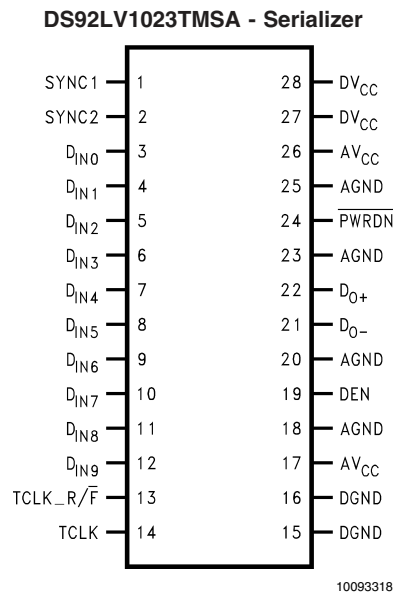 DS92LV1023TMSA - Serializer
SYNC1 1 28 DVCC
SYNC2 2 27 DVCC
DIN0 3 26 AVCC
DIN1 4 25 AGND
DIN2 5 24 P̅W̅R̅D̅N̅
DIN3 6 23 AGND
DIN4 7 22 DO+
DIN5 8 21 DO−
DIN6 9 20 AGND
DIN7 10 19 DEN
DIN8 11 18 AGND
DIN9 12 17 AVCC
TCLK_R/F̅ 13 16 DGND
TCLK 14 15 DGND
10093318